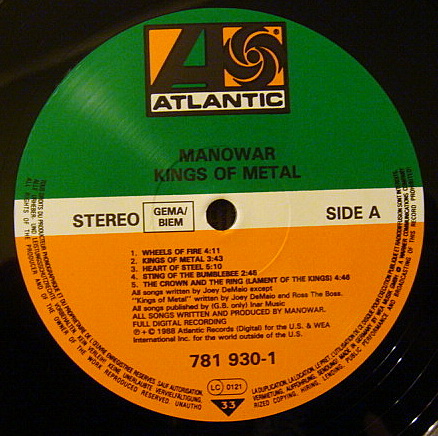 ATLANTIC
MANOWAR
KINGS OF METAL
STEREO
GEMA/
BIEM
SIDE A
1. WHEELS OF FIRE 4:11
2. KINGS OF METAL 3:43
3. HEART OF STEEL 5:10
4. STING OF THE BUMBLEBEE 2:46
5. THE CROWN AND THE RING (LAMENT OF THE KINGS) 4:46
All songs written by Joey DeMaio except
"Kings of Metal" written by Joey DeMaio and Ross The Boss.
All songs published by (G.B. only) Inar Music
ALL SONGS WRITTEN AND PRODUCED BY MANOWAR.
FULL DIGITAL RECORDING
℗ + © 1988 Atlantic Records (Digital) for the U.S. & WEA
International Inc. for the world outside of the U.S.
781 930-1
LC 0121
33